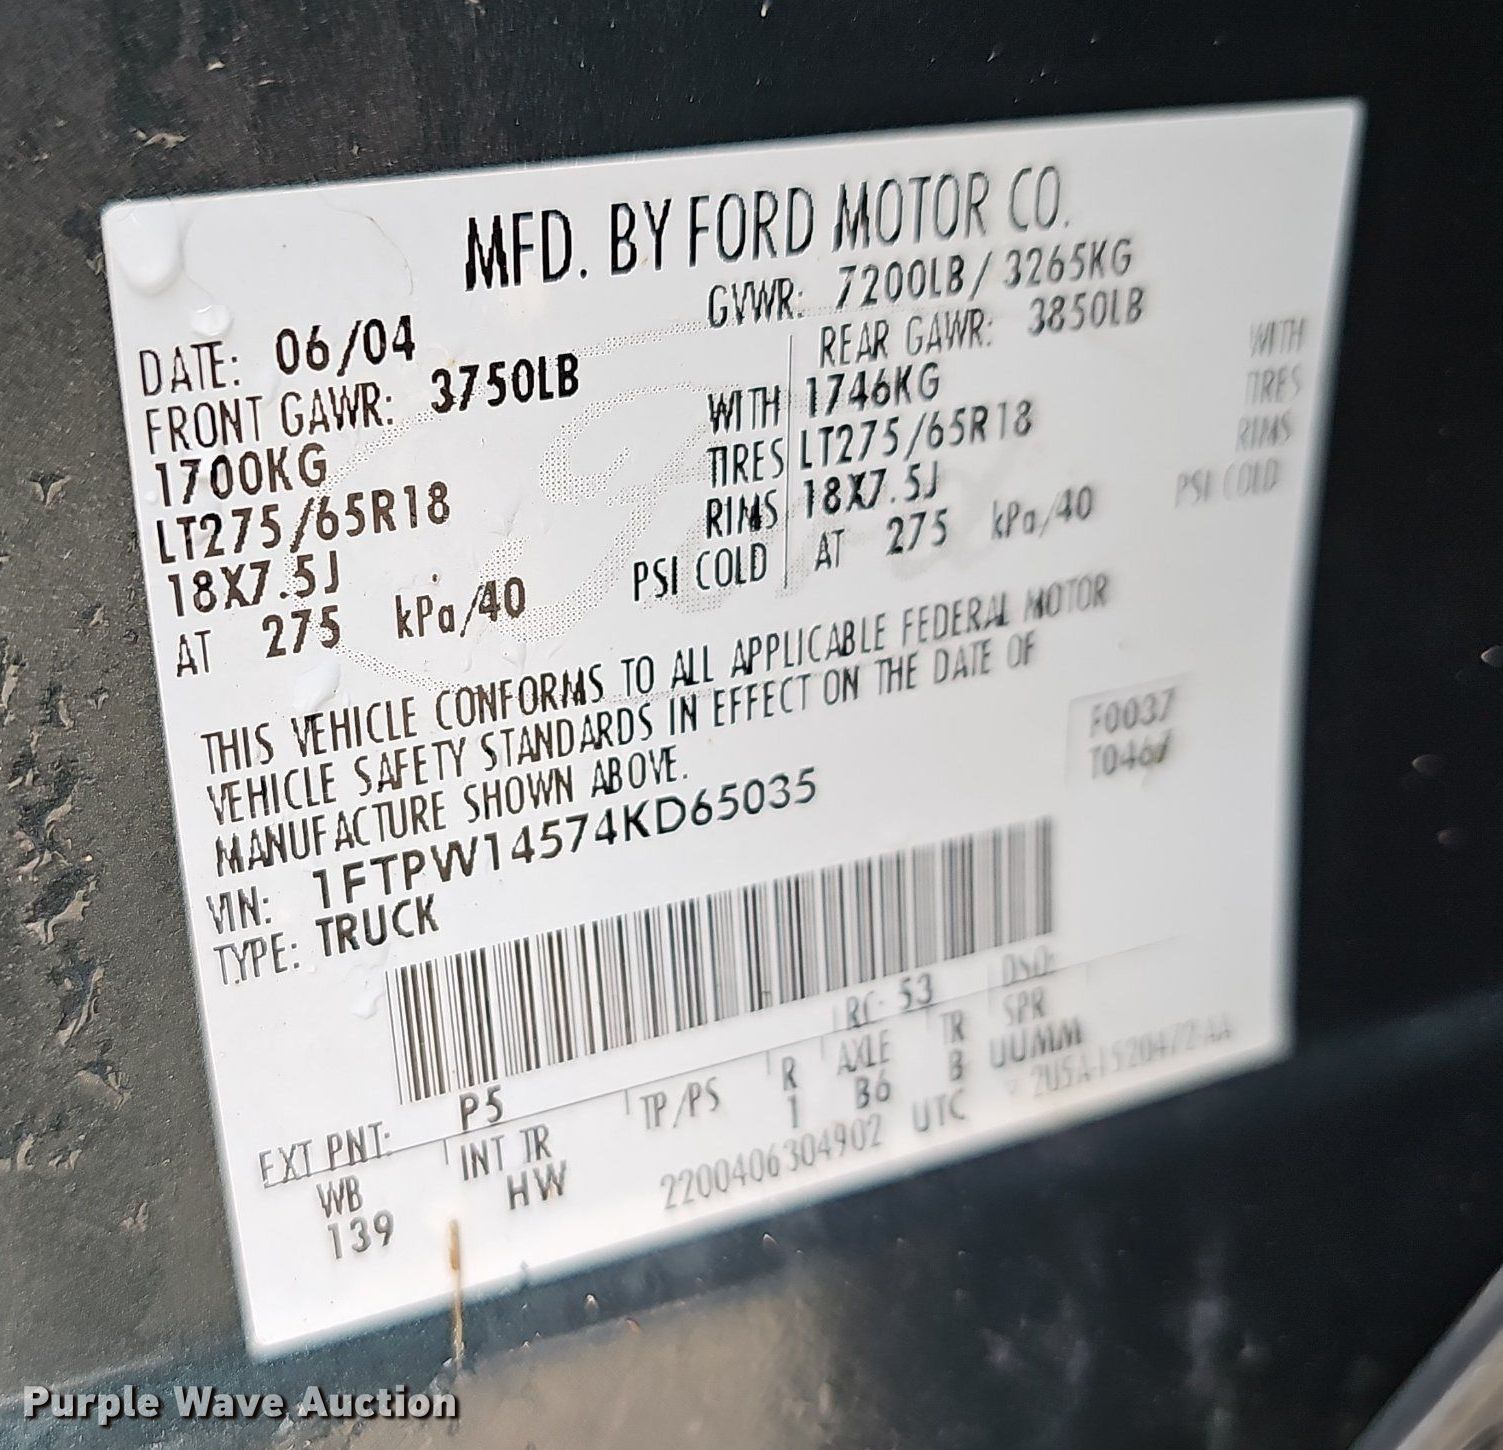 MFD. BY FORD MOTOR CO.
DATE: 06/04 GVWR: 7200LB / 3265KG
FRONT GAWR: 3750LB REAR GAWR: 3850LB
1700KG WITH 1746KG WITH
LT275/65R18 TIRES LT275/65R18 TIRES
18X7.5J RIMS 18X7.5J RIMS
AT 275 kPa/40 PSI COLD AT 275 kPa/40 PSI COLD
THIS VEHICLE CONFORMS TO ALL APPLICABLE FEDERAL MOTOR
VEHICLE SAFETY STANDARDS IN EFFECT ON THE DATE OF
MANUFACTURE SHOWN ABOVE.
F0037
VIN: 1FTPW14574KD65035
TYPE: TRUCK
EXT PNT: P5 RC: 53 DSO:
WB INT TR TP/PS R AXLE TR SPR
139 HW 1 B6 B UUMM
2200406304902 UTC
Purple Wave Auction